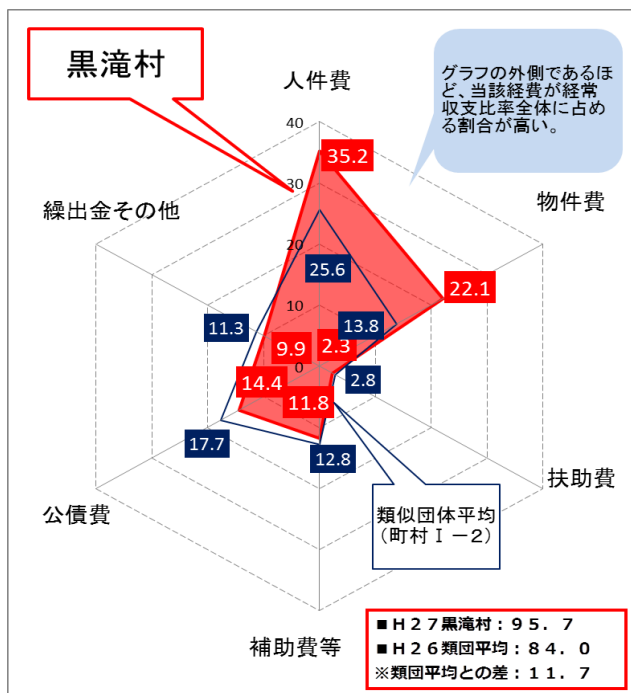 黒滝村
グラフの外側であるほ
ど、当該経費が経常
収支比率全体に占め
る割合が高い。
人件費
40
35.2
30
繰出金その他
物件費
20
25.6
22.1
11.3
10
13.8
9.9
2.3
0
2.8
14.4
11.8
17.7
12.8
扶助費
公債費
類似団体平均
（町村Ⅰ－２）
補助費等
■Ｈ２７黒滝村：９５．７
■Ｈ２６類団平均：８４．０
※類団平均との差：１１．７